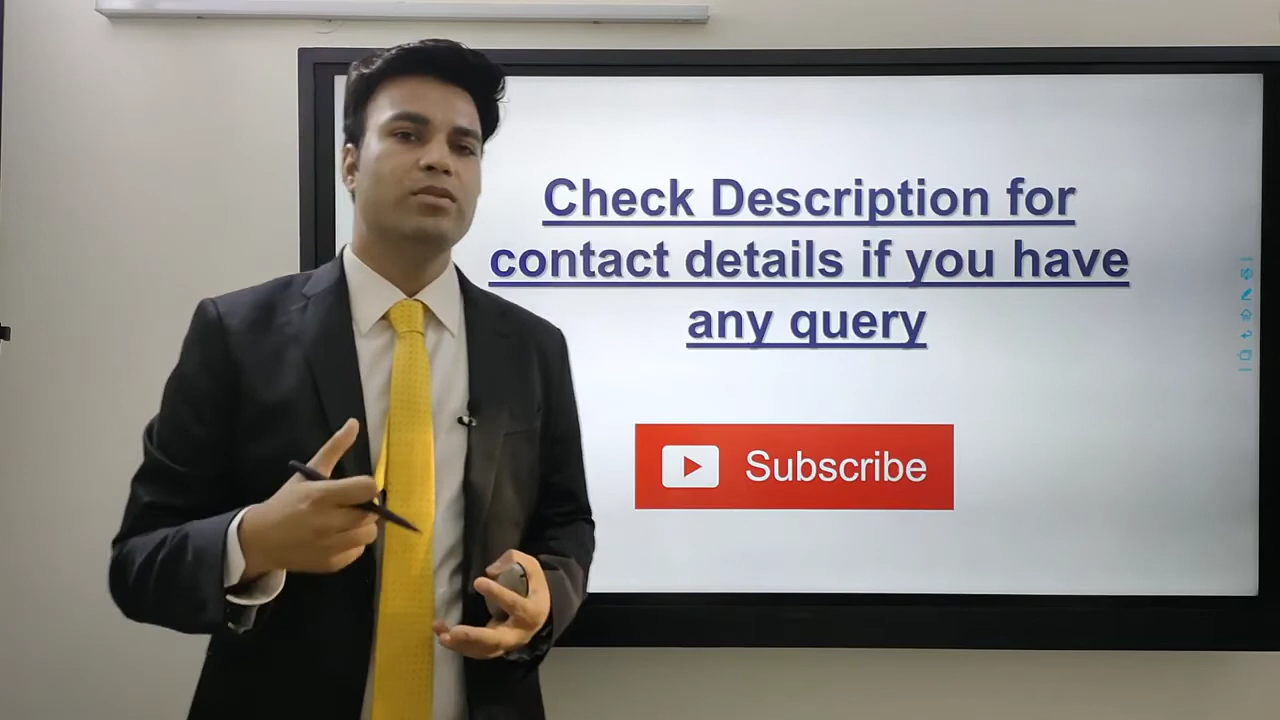 Check Description for
contact details if you have
any query
Subscribe